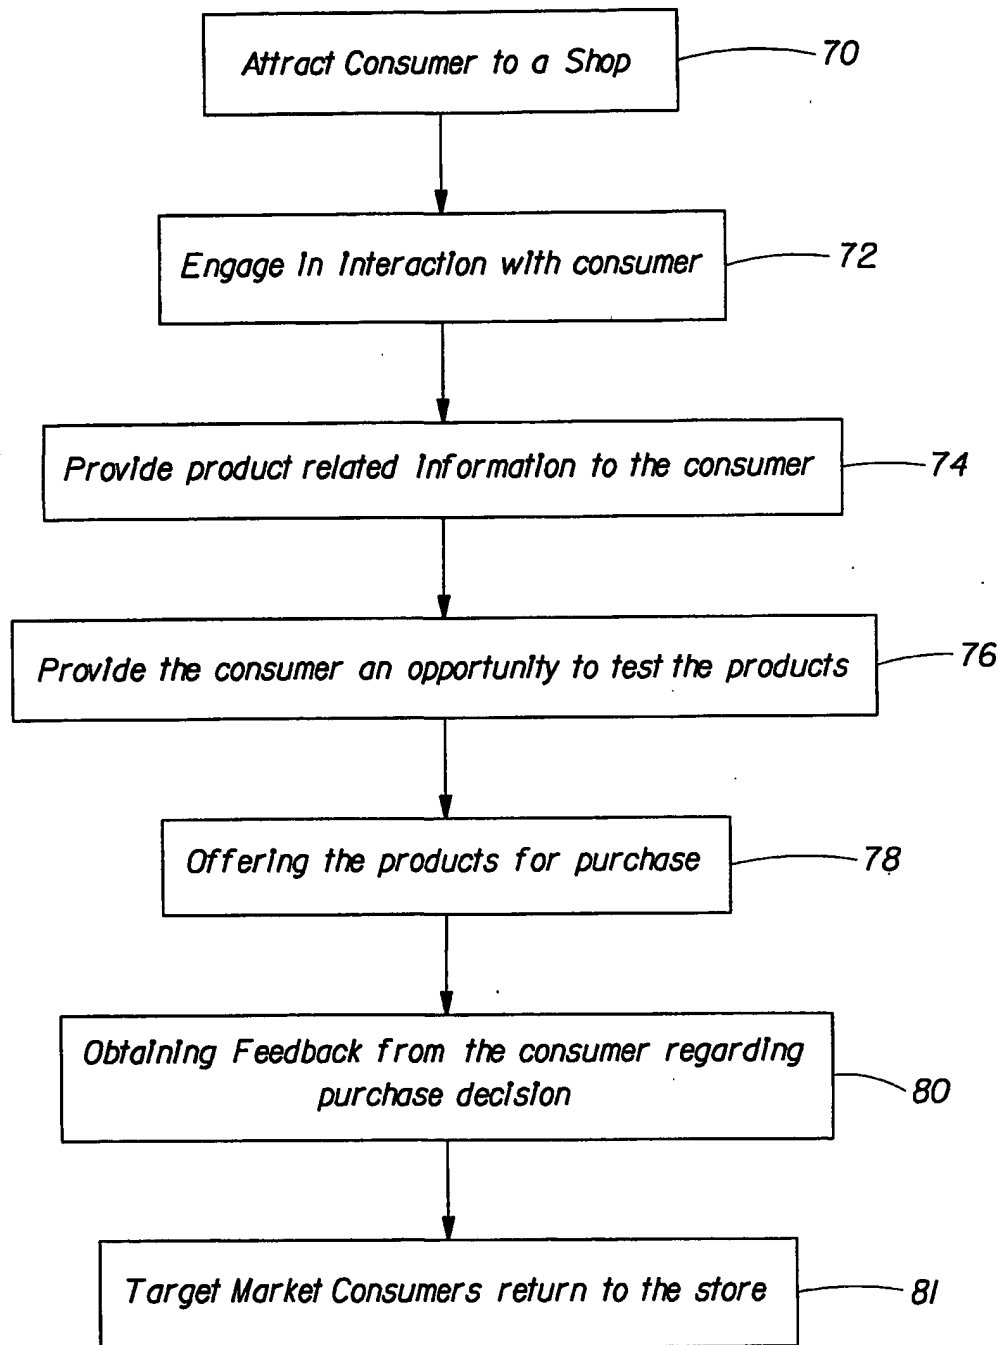 Attract Consumer to a Shop
70
Engage in interaction with consumer
72
Provide product related information to the consumer
74
Provide the consumer an opportunity to test the products
76
Offering the products for purchase
78
Obtaining Feedback from the consumer regarding
purchase decision
80
Target Market Consumers return to the store
81